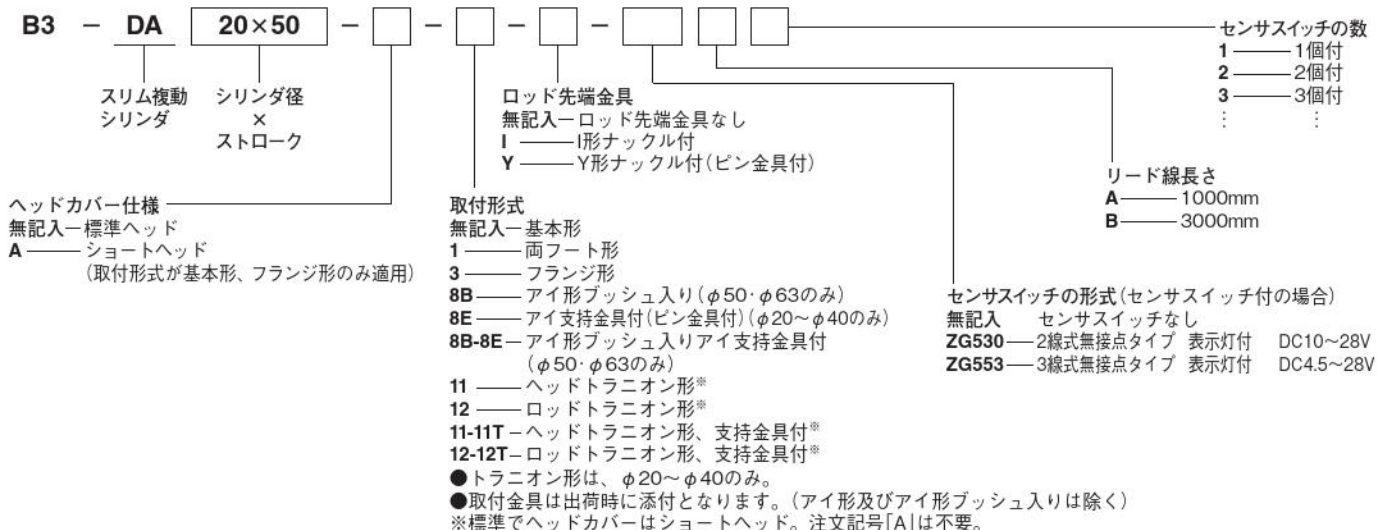 B3 − DA 20×50 − □ − □ − □ − □ □ □
センサスイッチの数
1 ─── 1個付
2 ─── 2個付
3 ─── 3個付
⋮ ⋮
スリム複動
シリンダ
シリンダ径
×
ストローク
ロッド先端金具
無記入─ロッド先端金具なし
I ───I形ナックル付
Y ───Y形ナックル付(ピン金具付)
リード線長さ
A─── 1000mm
B─── 3000mm
ヘッドカバー仕様
無記入─標準ヘッド
A ─── ショートヘッド
(取付形式が基本形、フランジ形のみ適用)
取付形式
無記入─ 基本形
1 ─── 両フート形
3 ─── フランジ形
8B─── アイ形ブッシュ入り(φ50·φ63のみ)
8E─── アイ支持金具付(ピン金具付)(φ20〜φ40のみ)
8B-8E─ アイ形ブッシュ入りアイ支持金具付
(φ50·φ63のみ)
11 ─── ヘッドトラニオン形※
12 ─── ロッドトラニオン形※
11-11T─ヘッドトラニオン形、支持金具付※
12-12T─ロッドトラニオン形、支持金具付※
●トラニオン形は、φ20〜φ40のみ。
●取付金具は出荷時に添付となります。(アイ形及びアイ形ブッシュ入りは除く)
※標準でヘッドカバーはショートヘッド。注文記号「A」は不要。
センサスイッチの形式(センサスイッチ付の場合)
無記入 センサスイッチなし
ZG530── 2線式無接点タイプ 表示灯付 DC10〜28V
ZG553── 3線式無接点タイプ 表示灯付 DC4.5〜28V